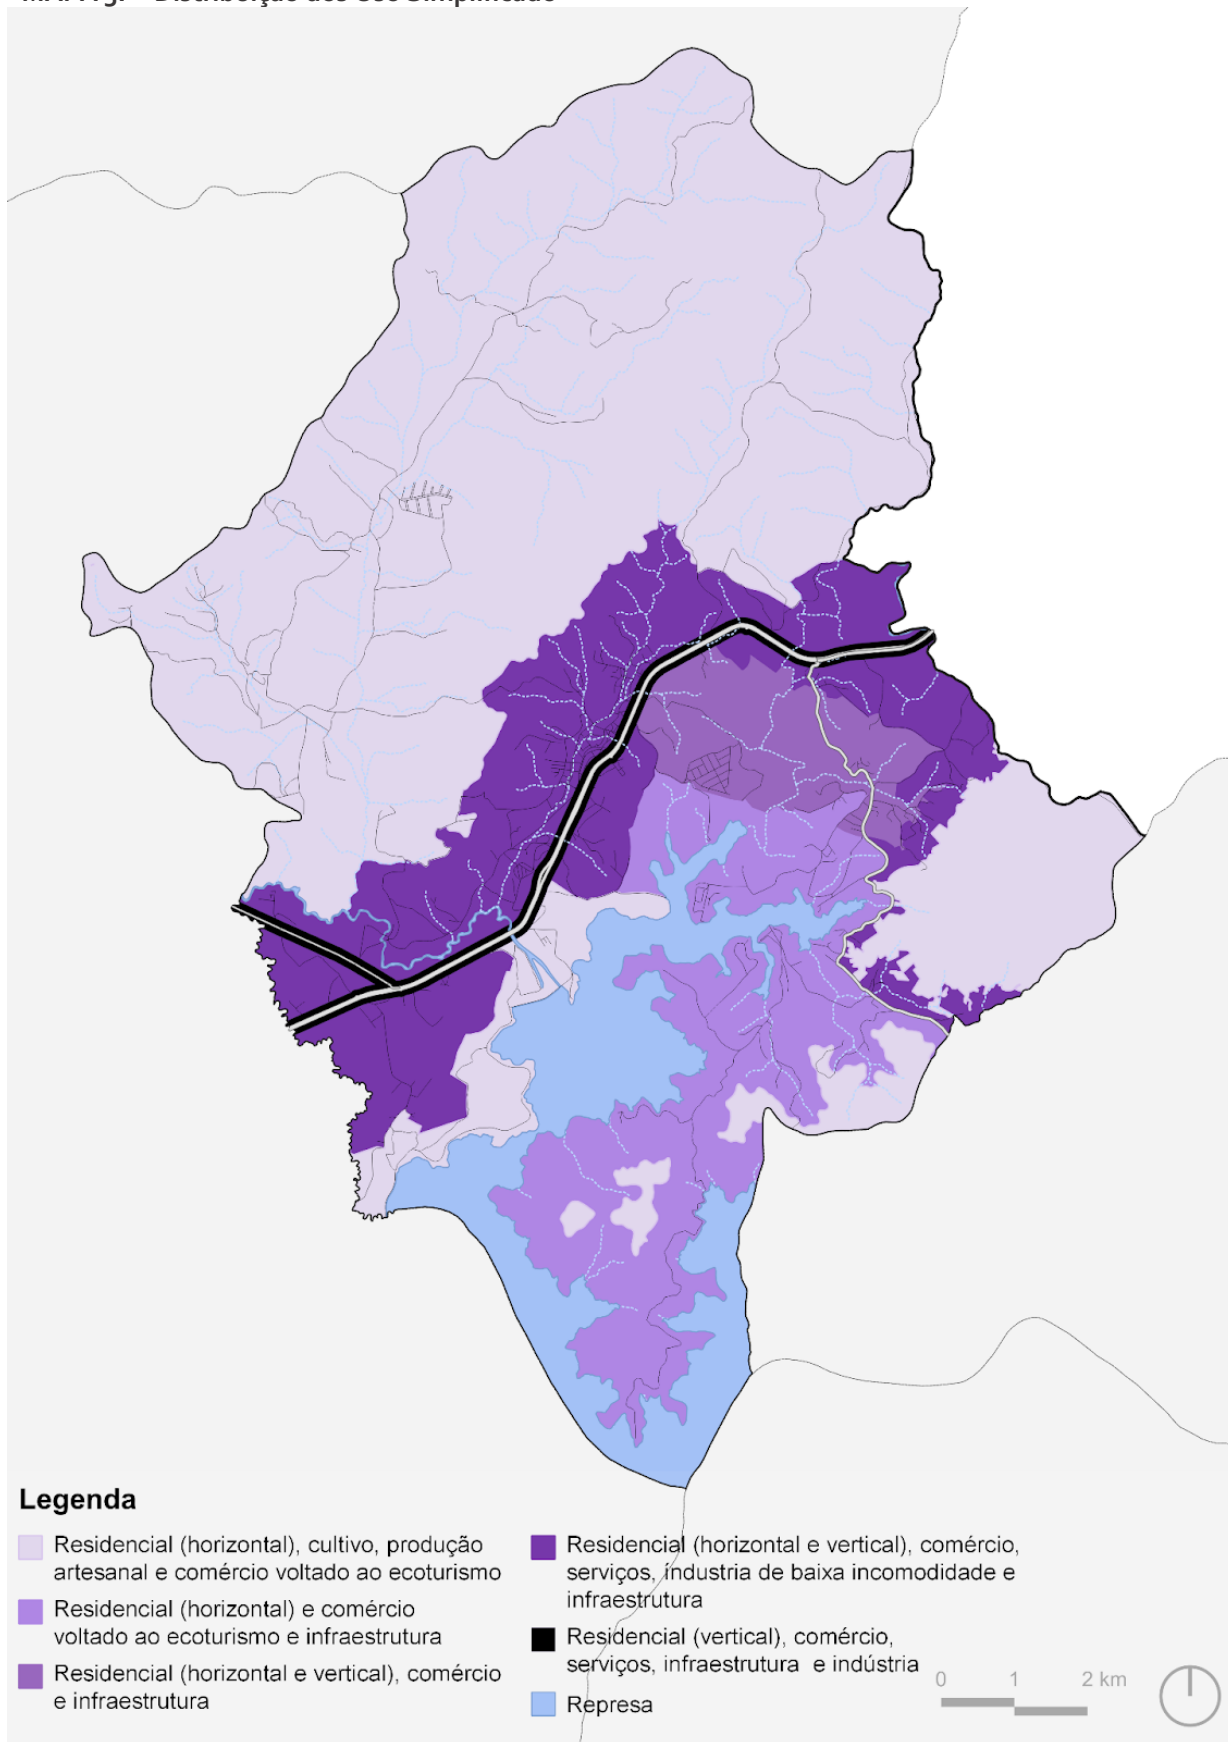 Legenda
Residencial (horizontal), cultivo, produção
artesanal e comércio voltado ao ecoturismo
Residencial (horizontal) e comércio
voltado ao ecoturismo e infraestrutura
Residencial (horizontal e vertical), comércio
e infraestrutura
Residencial (horizontal e vertical), comércio,
serviços, índustria de baixa incomodidade e
infraestrutura
Residencial (vertical), comércio,
serviços, infraestrutura e indústria
Represa
0 1 2 km